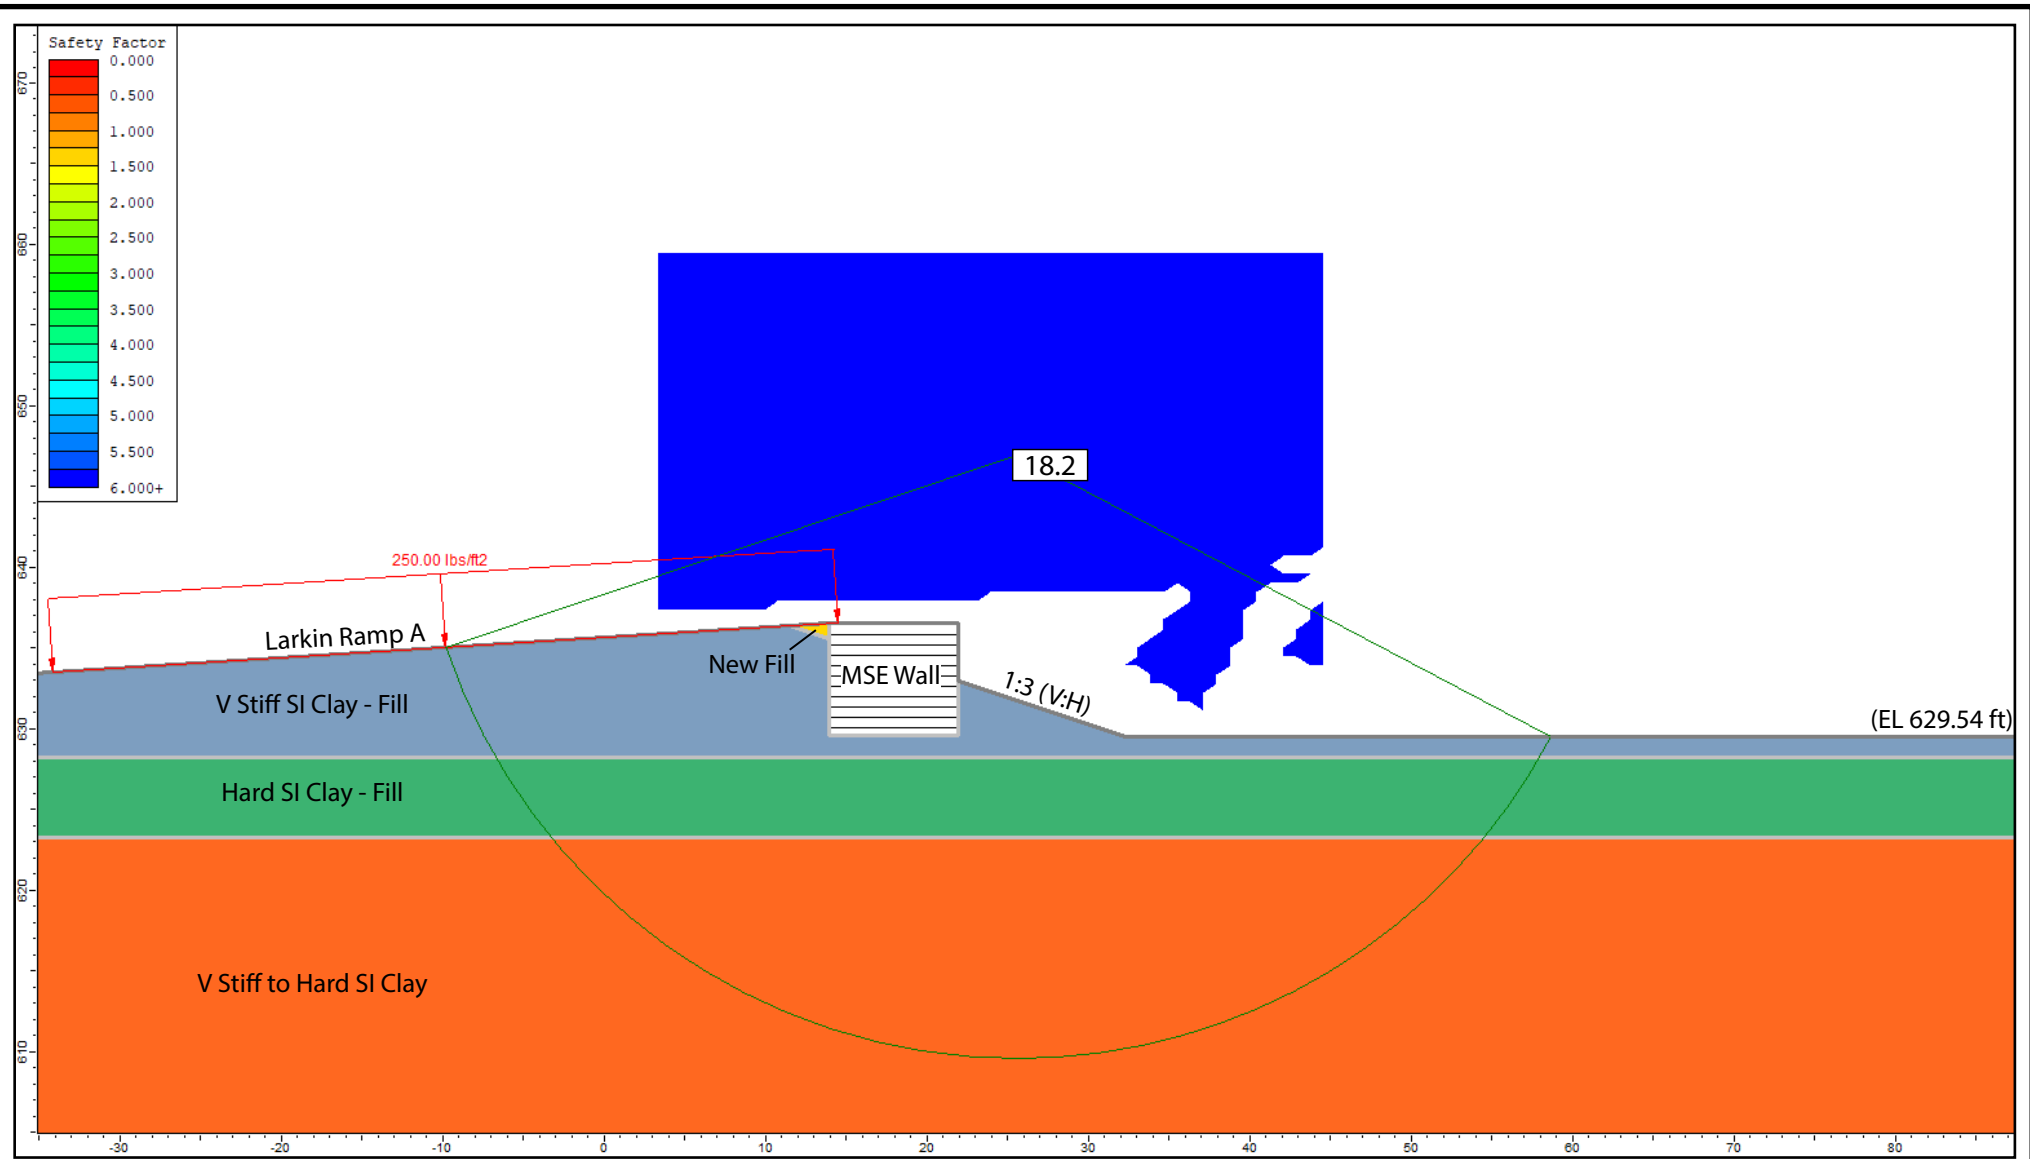 Safety Factor
0.000
0.500
1.000
1.500
2.000
2.500
3.000
3.500
4.000
4.500
5.000
5.500
6.000+
670
660
650
640
630
620
610
18.2
250.00 lbs/ft2
Larkin Ramp A
New Fill
MSE Wall
1:3 (V:H)
V Stiff SI Clay - Fill
(EL 629.54 ft)
Hard SI Clay - Fill
V Stiff to Hard SI Clay
-30 -20 -10 0 10 20 30 40 50 60 70 80